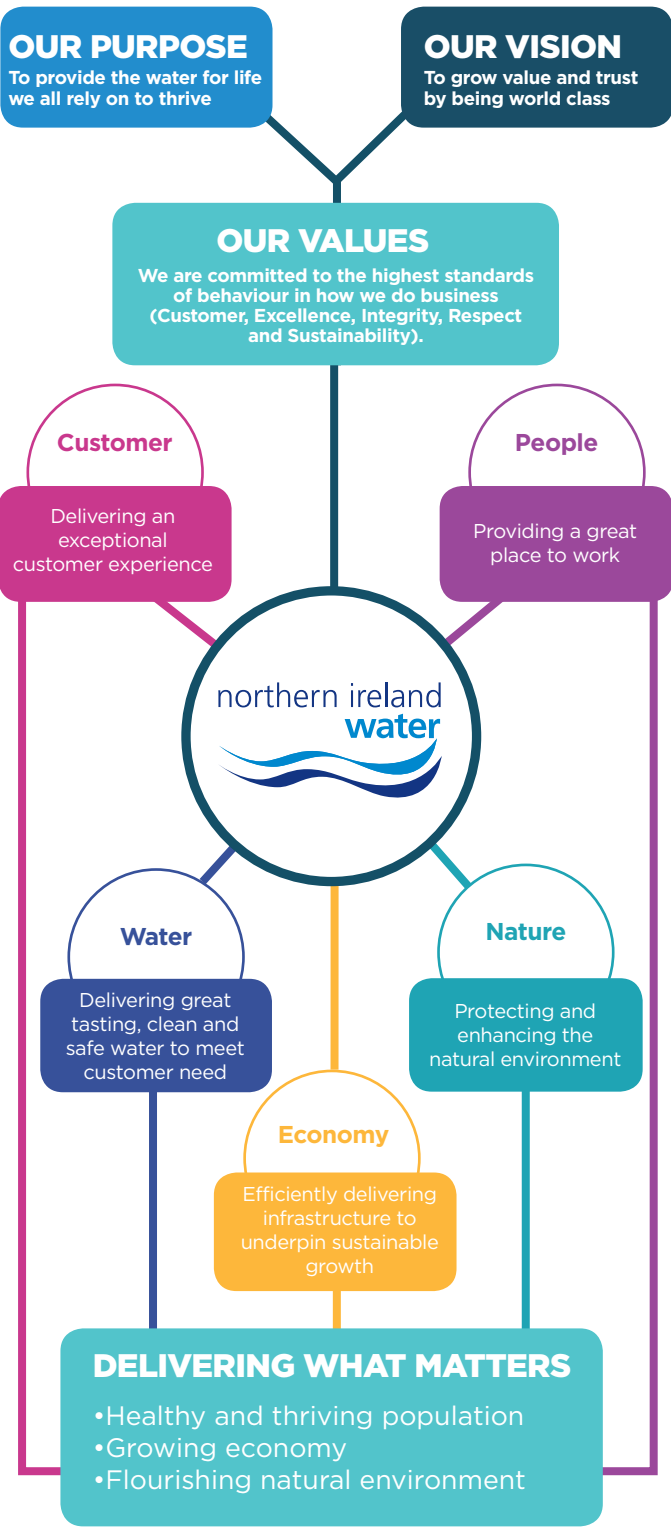 OUR PURPOSE
To provide the water for life
we all rely on to thrive
OUR VISION
To grow value and trust
by being world class
OUR VALUES
We are committed to the highest standards
of behaviour in how we do business
(Customer, Excellence, Integrity, Respect
and Sustainability).
Customer
Delivering an
exceptional
customer experience
People
Providing a great
place to work
northern ireland
water
Water
Delivering great
tasting, clean and
safe water to meet
customer need
Nature
Protecting and
enhancing the
natural environment
Economy
Efficiently delivering
infrastructure to
underpin sustainable
growth
DELIVERING WHAT MATTERS
•Healthy and thriving population
•Growing economy
•Flourishing natural environment